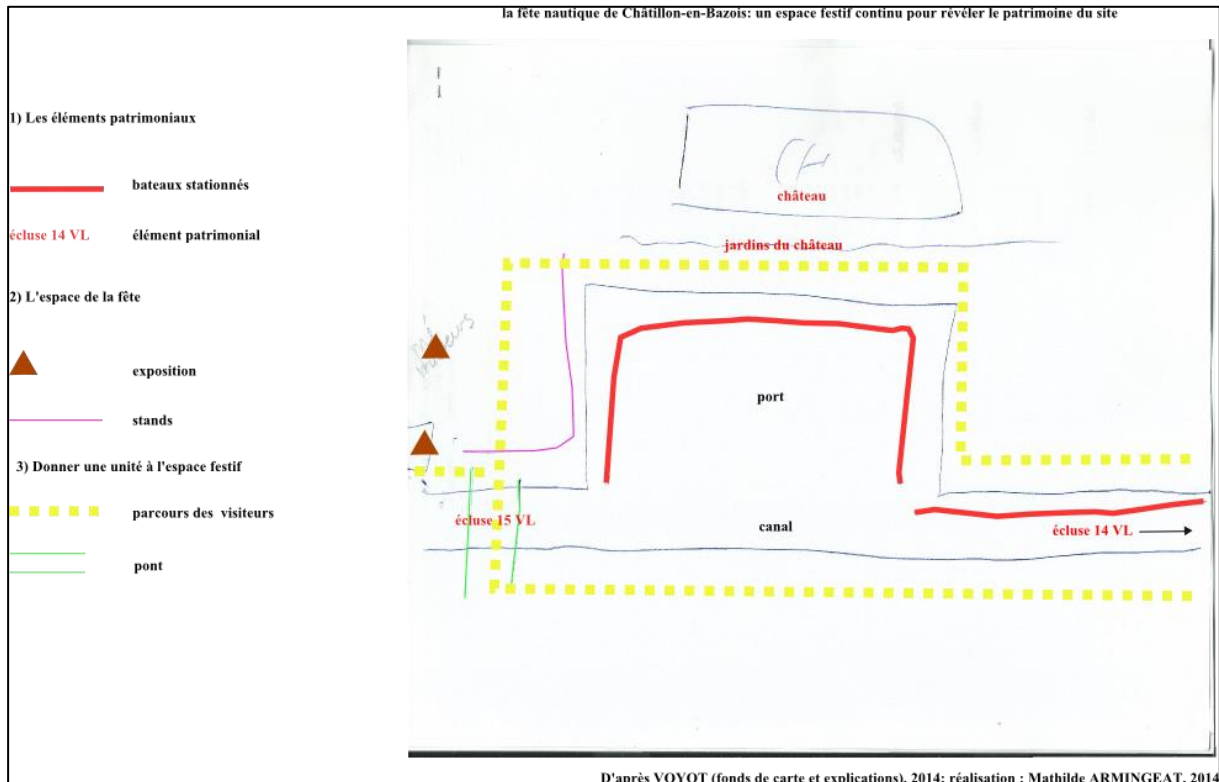 la fête nautique de Châtillon-en-Bazois: un espace festif continu pour révéler le patrimoine du site
1) Les éléments patrimoniaux
bateaux stationnés
écluse 14 VL élément patrimonial
2) L'espace de la fête
exposition
stands
3) Donner une unité à l'espace festif
parcours des visiteurs
pont
CH
château
jardins du château
port
écluse 15 VL
canal
écluse 14 VL
D'après VOYOT (fonds de carte et explications), 2014; réalisation : Mathilde ARMINGEAT, 2014